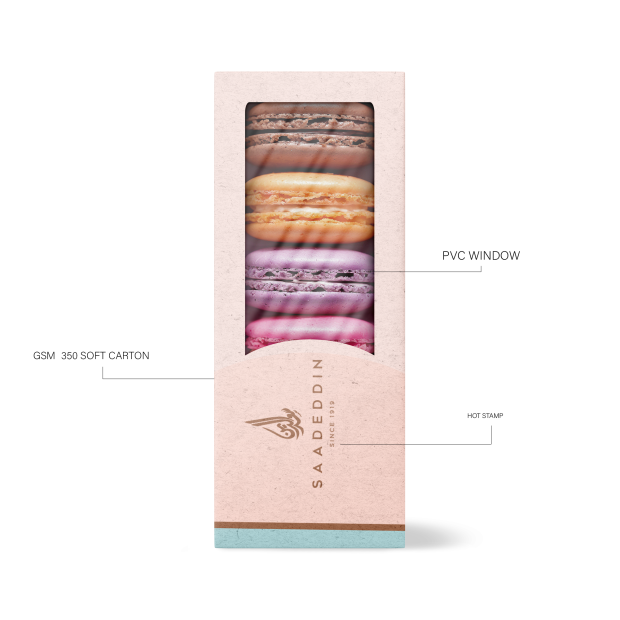 PVC WINDOW
GSM 350 SOFT CARTON
SAADEDDIN
SINCE 1919
HOT STAMP